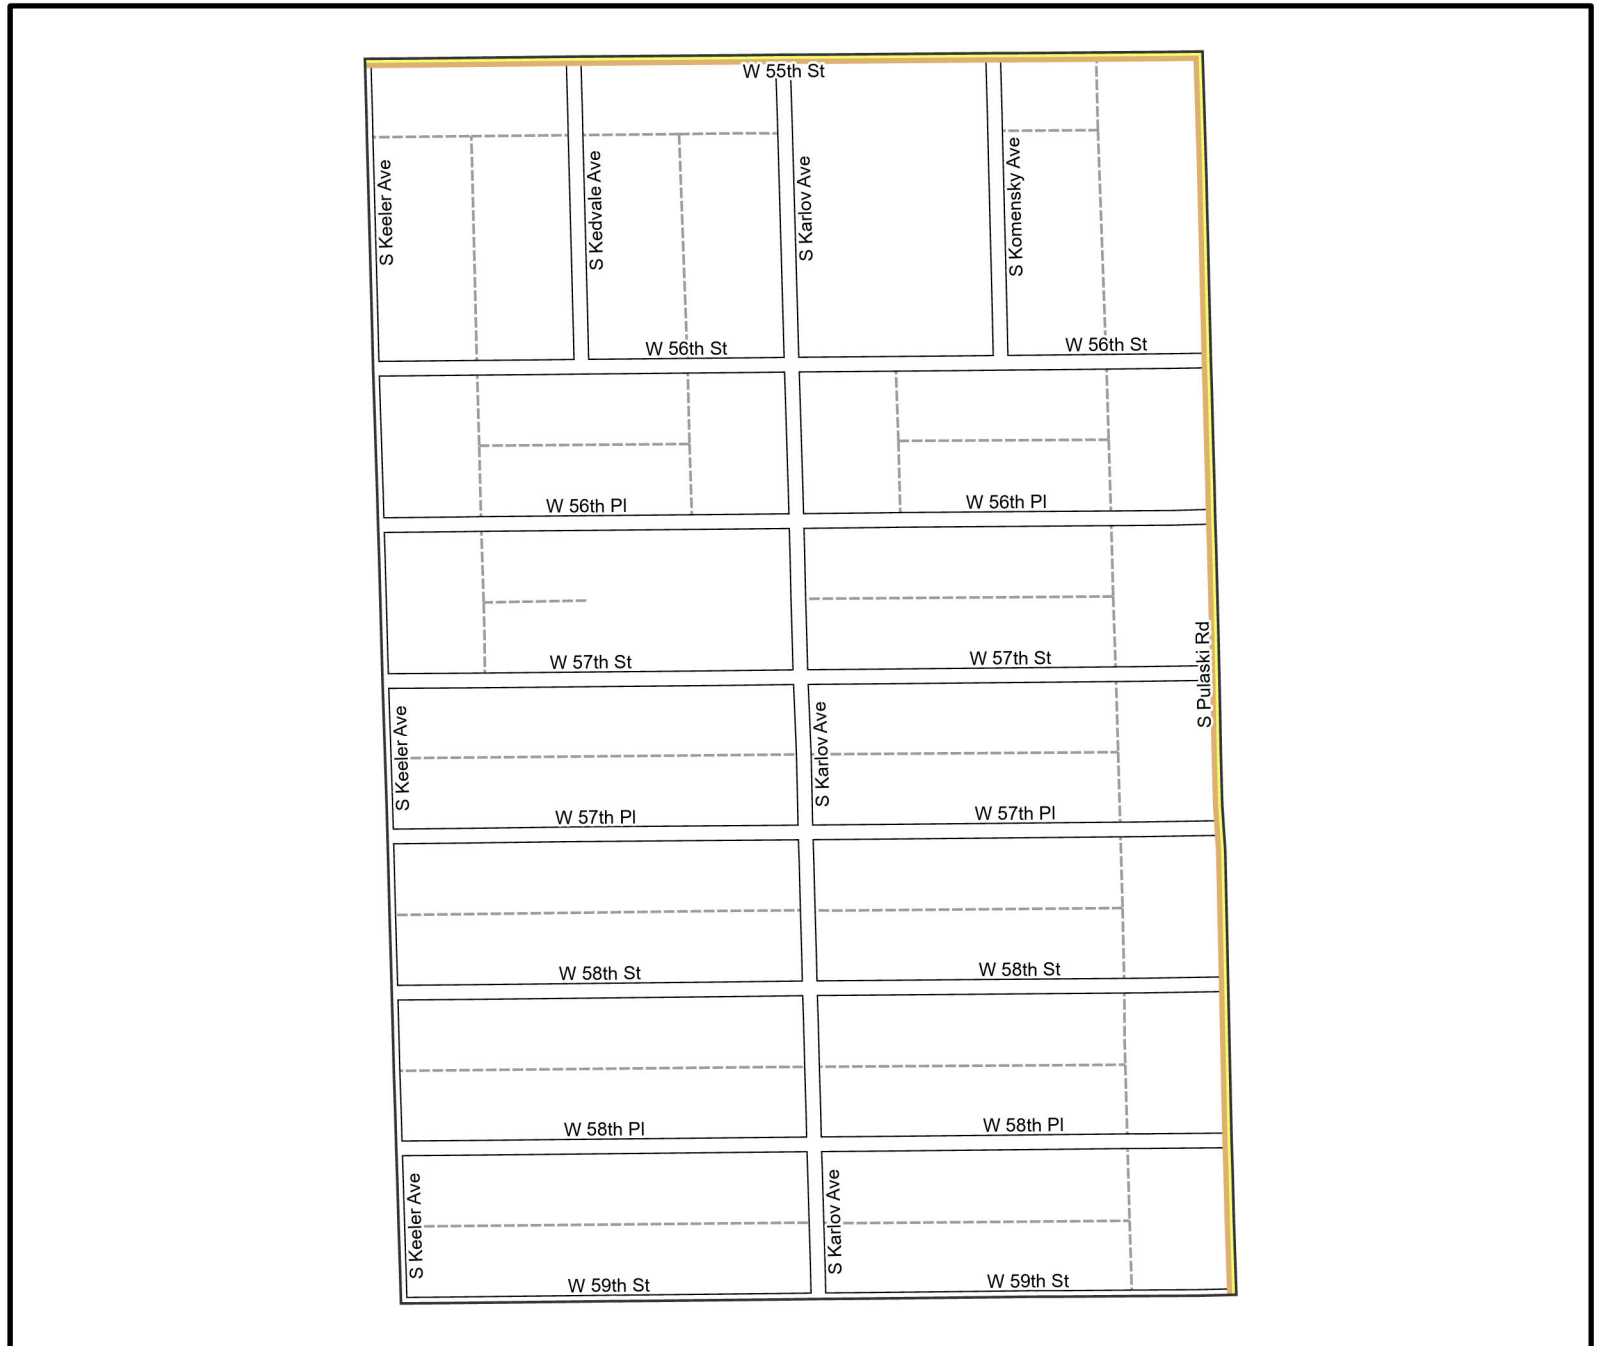 W 55th St
S Keeler Ave
S Kedvale Ave
S Karlov Ave
S Komensky Ave
W 56th St
W 56th St
W 56th Pl
W 56th Pl
W 57th St
W 57th St
S Pulaski Rd
S Keeler Ave
S Karlov Ave
W 57th Pl
W 57th Pl
W 58th St
W 58th St
W 58th Pl
W 58th Pl
S Keeler Ave
S Karlov Ave
W 59th St
W 59th St